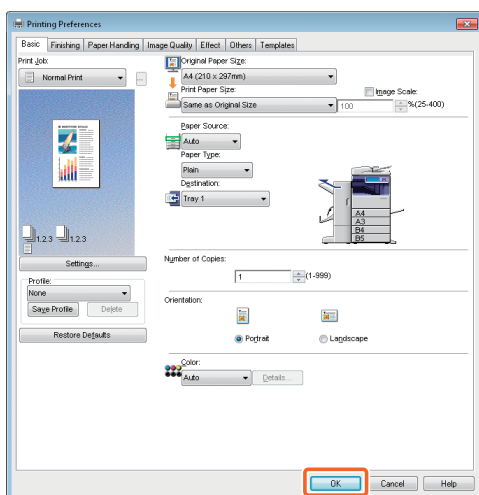 Printing Preferences
Basic Finishing Paper Handling Image Quality Effect Others Templates
Print Job:
Normal Print
...
1.2.3 1.2.3
Settings...
Profile:
None
Save Profile Delete
Restore Defaults
Original Paper Size:
A4 (210 x 297mm)
Print Paper Size:
Image Scale:
Same as Original Size
100 %(25-400)
Paper Source:
Auto
Paper Type:
Plain
Destination:
Tray 1
A4
A3
B4
B5
Number of Copies:
1 (1-999)
Orientation:
Portrait Landscape
Color:
Auto Details...
OK Cancel Help